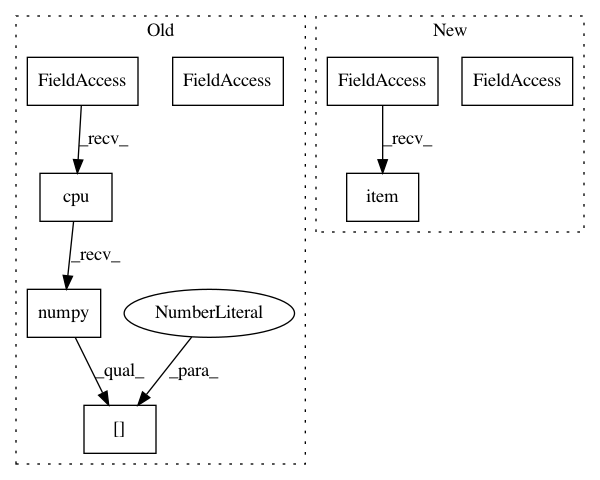 Old
New
FieldAccess
FieldAccess
FieldAccess
FieldAccess
_recv_
_recv_
cpu
item
_recv_
numpy
NumberLiteral
_qual_
_para_
[]